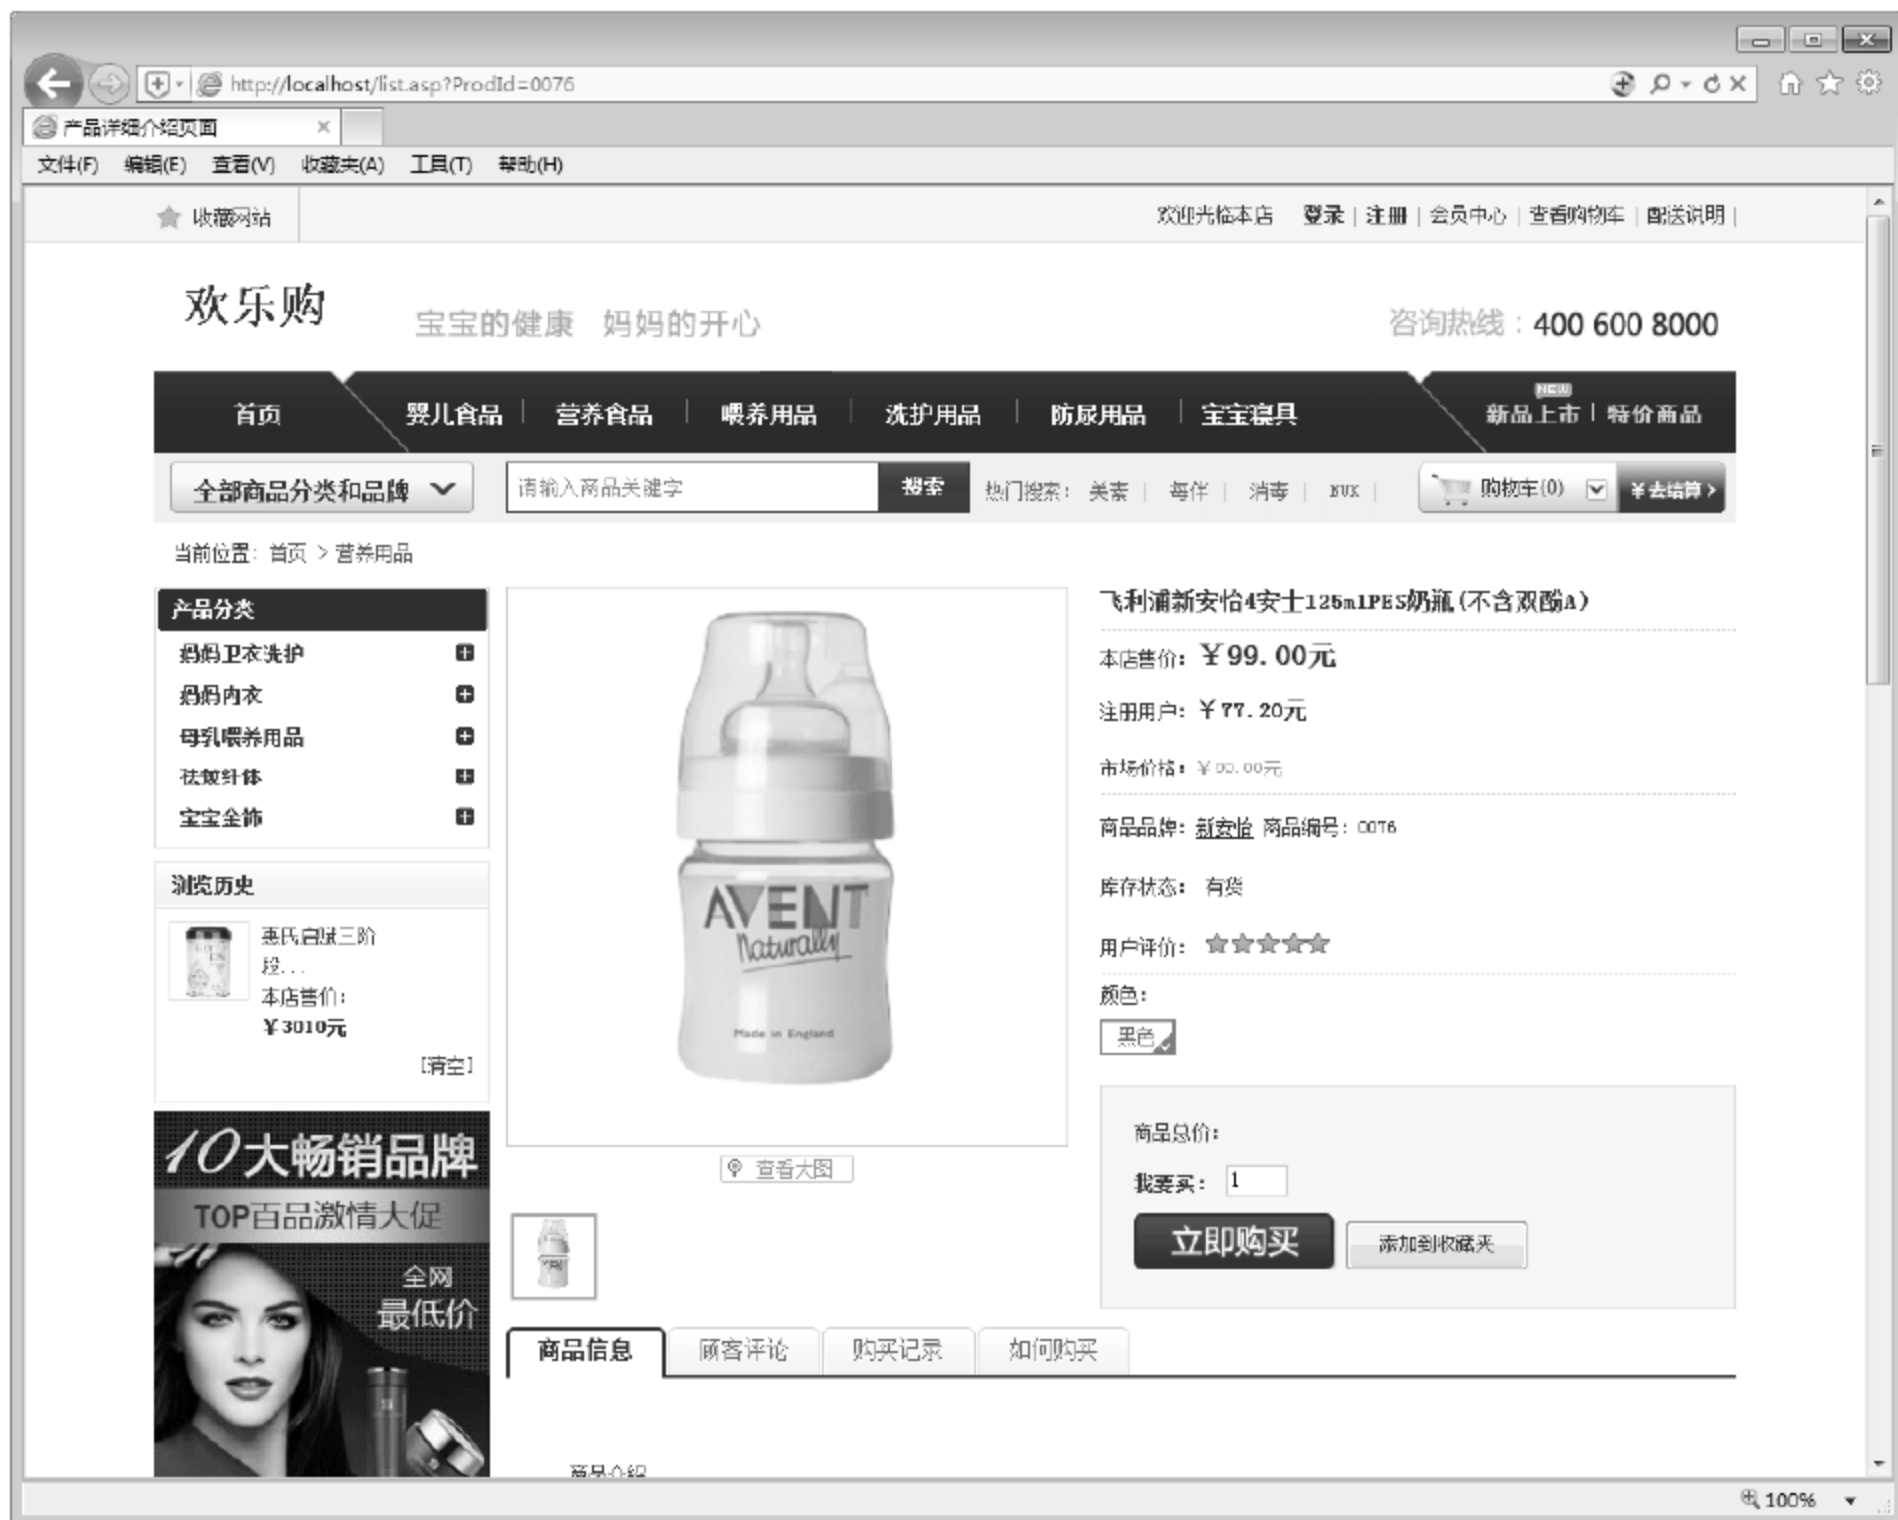 http://localhost/list.asp?ProdId=0076
产品详细介绍页面
文件(F) 编辑(E) 查看(V) 收藏夹(A) 工具(T) 帮助(H)
收藏网站
欢迎光临本店 登录 | 注册 | 会员中心 | 查看购物车 | 配送说明 |
欢乐购
宝宝的健康 妈妈的开心
咨询热线：400 600 8000
NEW
首页 婴儿食品 | 营养食品 | 喂养用品 | 洗护用品 | 防尿用品 | 宝宝寝具 新品上市 | 特价商品
全部商品分类和品牌 请输入商品关键字 搜索 热门搜索： 美素 | 每伴 | 消毒 | NUK | 购物车(0) ￥去结算 >
当前位置：首页 > 营养用品
产品分类
妈妈卫衣洗护
妈妈内衣
母乳喂养用品
祛皱纤体
宝宝金饰
浏览历史
惠氏启赋三阶
段...
本店售价：
￥3010元
[清空]
10大畅销品牌
TOP百品激情大促
全网
最低价
AVENT
Naturally
Made in England
查看大图
飞利浦新安怡4安士125mlPES奶瓶(不含双酚A)
本店售价：￥99.00元
注册用户：￥77.20元
市场价格：
商品品牌：新安怡 商品编号：0076
库存状态： 有货
用户评价：
颜色：
黑色
商品总价：
我要买： 1
立即购买 添加到收藏夹
商品信息 顾客评论 购买记录 如何购买
商品介绍
100%